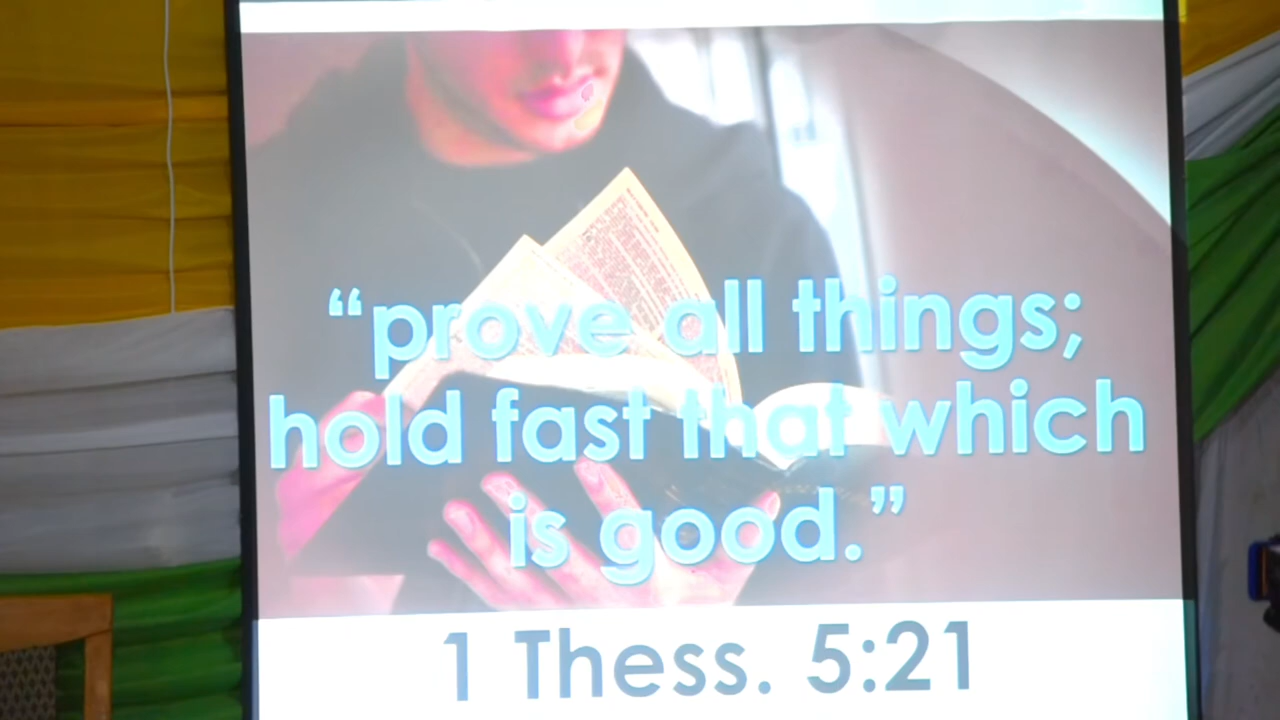 “prove all things;
hold fast that which
is good.”
1 Thess. 5:21